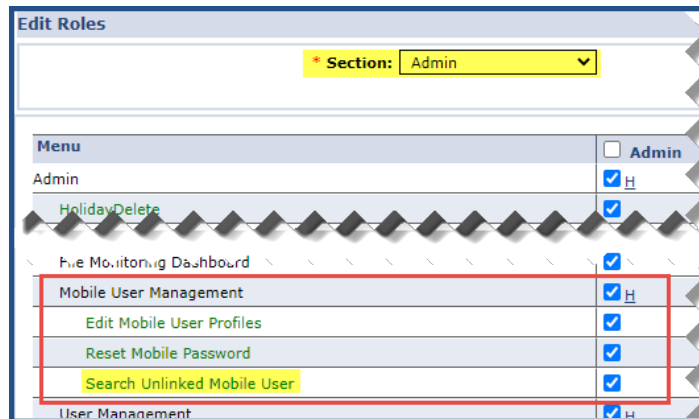 Edit Roles
* Section: Admin
Menu Admin
Admin H
HolidayDelete
File Monitoring Dashboard
Mobile User Management H
Edit Mobile User Profiles
Reset Mobile Password
Search Unlinked Mobile User
User Management H